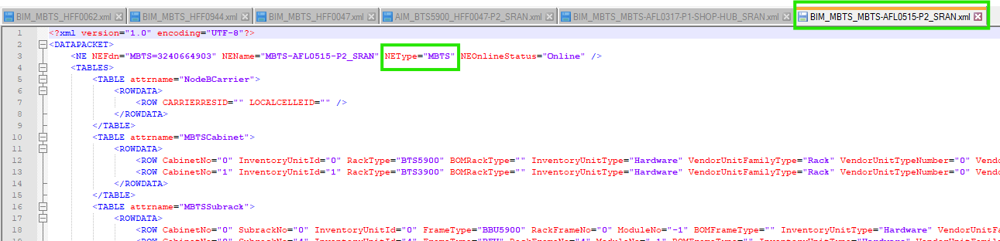 BIM_MBTS_HFF0062.xml BIM_MBTS_HFF0944.xml BIM_MBTS_HFF0047.xml AIM_BTS5900_HFF0047-P2_SRAN.xml BIM_MBTS_MBTS-AFL0317-P1-SHOP-HUB_SRAN.xml BIM_MBTS_MBTS-AFL0515-P2_SRAN.xml
1 <?xml version="1.0" encoding="UTF-8"?>
2 <DATAPACKET>
3 <NE NEFdn="MBTS=3240664903" NEName="MBTS-AFL0515-P2_SRAN" NEType="MBTS" NEOnlineStatus="Online" />
4 <TABLES>
5 <TABLE attrname="NodeBCarrier">
6 <ROWDATA>
7 <ROW CARRIERRESID="" LOCALCELLEID="" />
8 </ROWDATA>
9 </TABLE>
10 <TABLE attrname="MBTSCabinet">
11 <ROWDATA>
12 <ROW CabinetNo="0" InventoryUnitId="0" RackType="BTS5900" BOMRackType="" InventoryUnitType="Hardware" VendorUnitFamilyType="Rack" VendorUnitTypeNumber="0" Vend
13 <ROW CabinetNo="1" InventoryUnitId="1" RackType="BTS3900" BOMRackType="" InventoryUnitType="Hardware" VendorUnitFamilyType="Rack" VendorUnitTypeNumber="0" Vend
14 </ROWDATA>
15 </TABLE>
16 <TABLE attrname="MBTSSubrack">
17 <ROWDATA>
18 <ROW CabinetNo="0" SubrackNo="0" InventoryUnitId="0" FrameType="BBU5900" RackFrameNo="0" ModuleNo="-1" BOMFrameType="" InventoryUnitType="Hardware" VendorUnitFa